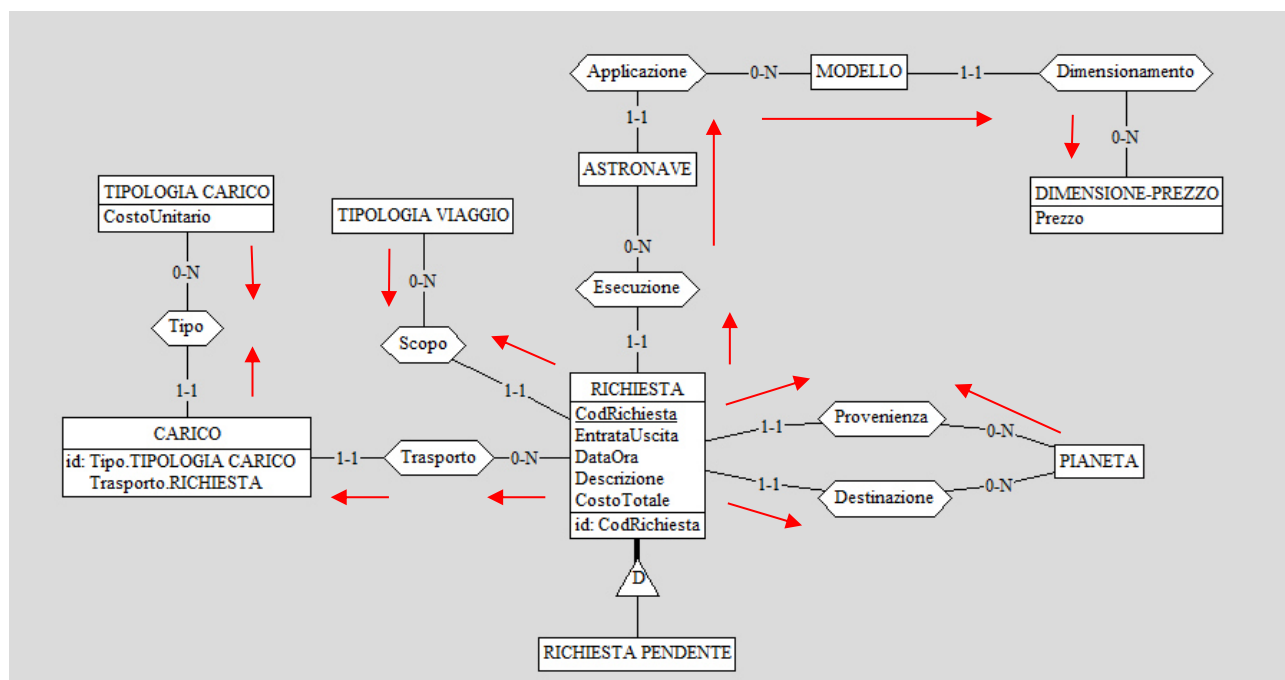 Applicazione
0-N
MODELLO
1-1
Dimensionamento
1-1
0-N
ASTRONAVE
TIPOLOGIA CARICO
CostoUnitario
TIPOLOGIA VIAGGIO
DIMENSIONE-PREZZO
Prezzo
0-N
0-N
0-N
Esecuzione
Tipo
Scopo
1-1
1-1
1-1
RICHIESTA
CodRichiesta
EntrataUscita
DataOra
Descrizione
CostoTotale
id: CodRichiesta
CARICO
id: Tipo.TIPOLOGIA CARICO
Trasporto.RICHIESTA
1-1
Trasporto
0-N
1-1
Provenienza
0-N
PIANETA
1-1
Destinazione
0-N
D
RICHIESTA PENDENTE